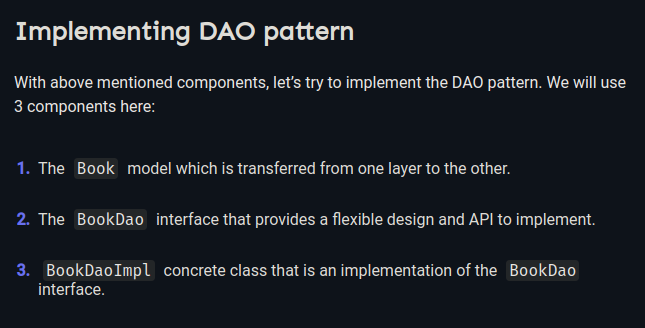 Implementing DAO pattern
With above mentioned components, let’s try to implement the DAO pattern. We will use
3 components here:
1. The Book model which is transferred from one layer to the other.
2. The BookDao interface that provides a flexible design and API to implement.
3. BookDaoImpl concrete class that is an implementation of the BookDao
interface.